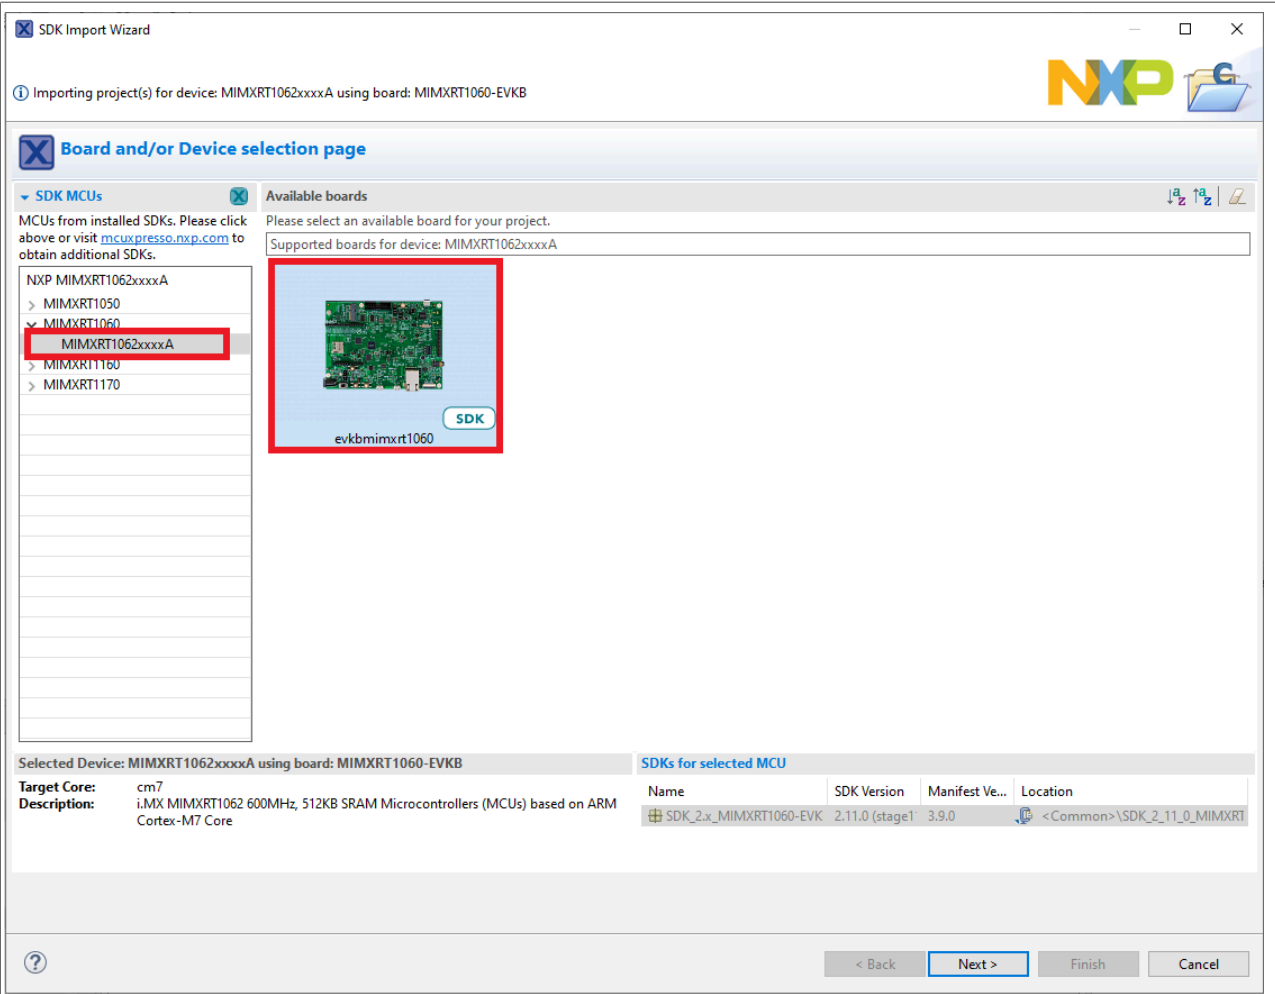 SDK Import Wizard
Importing project(s) for device: MIMXRT1062xxxxA using board: MIMXRT1060-EVKB
NXP
Board and/or Device selection page
SDK MCUs
MCUs from installed SDKs. Please click
above or visit mcuxpresso.nxp.com to
obtain additional SDKs.
NXP MIMXRT1062xxxxA
MIMXRT1050
MIMXRT1060
MIMXRT1062xxxxA
MIMXRT1160
MIMXRT1170
Available boards
Please select an available board for your project.
Supported boards for device: MIMXRT1062xxxxA
SDK
evkbmimxrt1060
Selected Device: MIMXRT1062xxxxA using board: MIMXRT1060-EVKB
Target Core: cm7
Description: i.MX MIMXRT1062 600MHz, 512KB SRAM Microcontrollers (MCUs) based on ARM
Cortex-M7 Core
SDKs for selected MCU
Name SDK Version Manifest Ve... Location
SDK_2.x_MIMXRT1060-EVK 2.11.0 (stage1 3.9.0 <Common>\SDK_2_11_0_MIMXRT
< Back Next > Finish Cancel